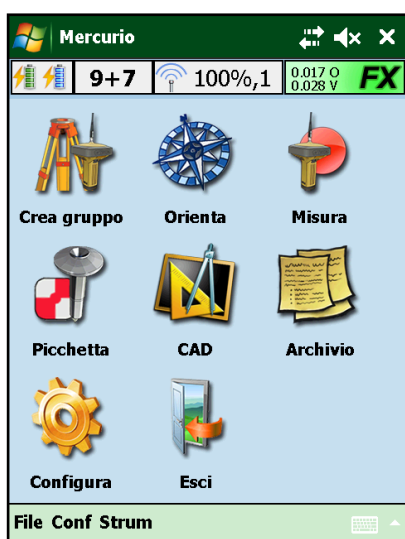 Mercurio
9+7 100%,1 0.017 O FX
0.028 V
Crea gruppo Orienta Misura
Picchetta CAD Archivio
Configura Esci
File Conf Strum